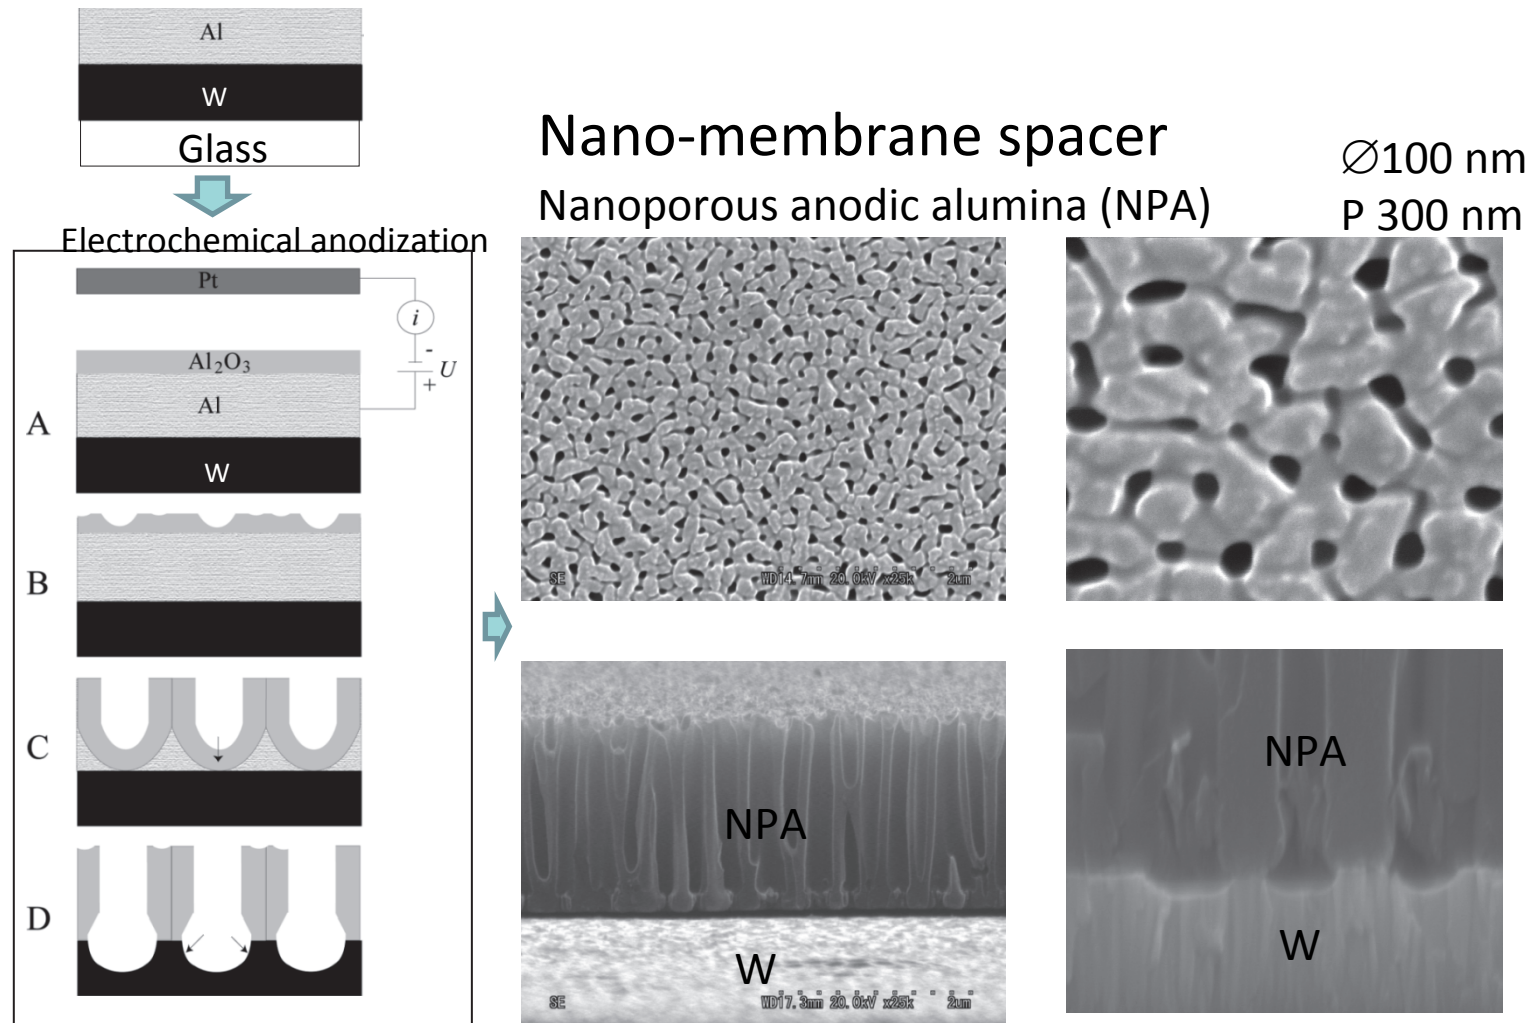 Al
W
Glass
Electrochemical anodization
Pt
i
-
U
+
Al₂O₃
Al
A
W
B
C
D
Nano-membrane spacer
Nanoporous anodic alumina (NPA)
∅100 nm
P 300 nm
SE WD14.7mm 20.0kV x25k 2um
NPA
W
SE WD17.3mm 20.0kV x25k 2um
NPA
W